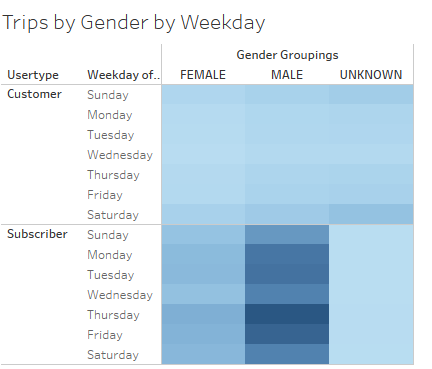 Trips by Gender by Weekday
Gender Groupings
Usertype Weekday of.. FEMALE MALE UNKNOWN
Customer Sunday
Monday
Tuesday
Wednesday
Thursday
Friday
Saturday
Subscriber Sunday
Monday
Tuesday
Wednesday
Thursday
Friday
Saturday